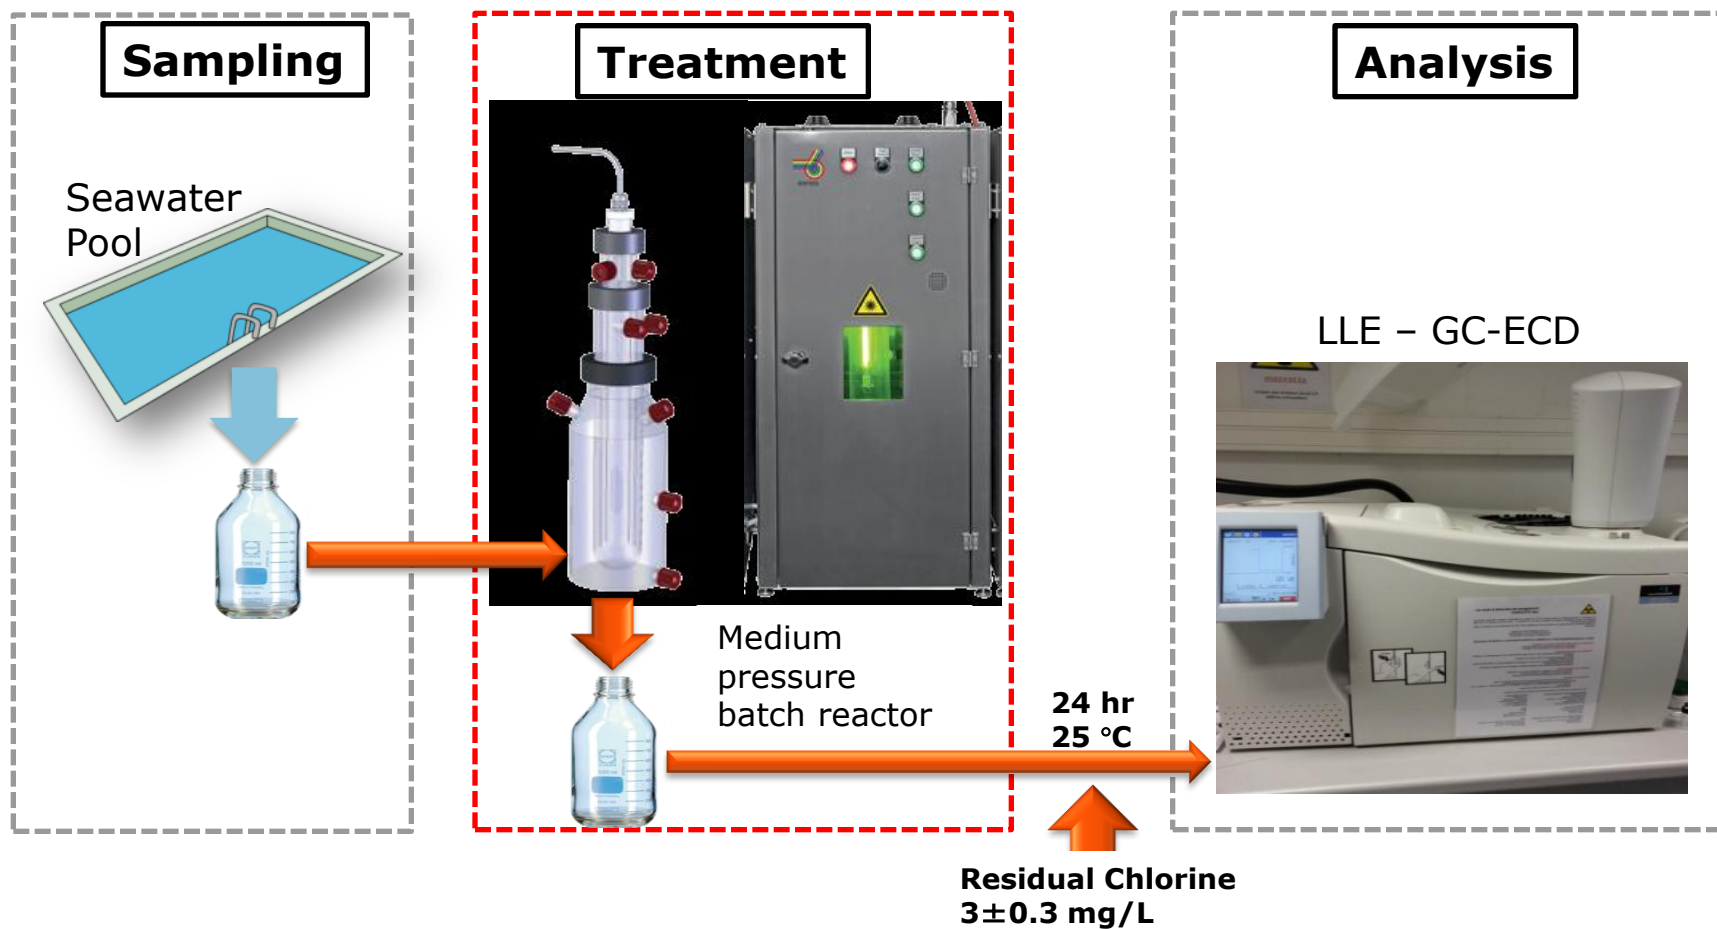 Sampling
Seawater
Pool
Treatment
Medium
pressure
batch reactor
24 hr
25 °C
Residual Chlorine
3±0.3 mg/L
Analysis
LLE – GC-ECD